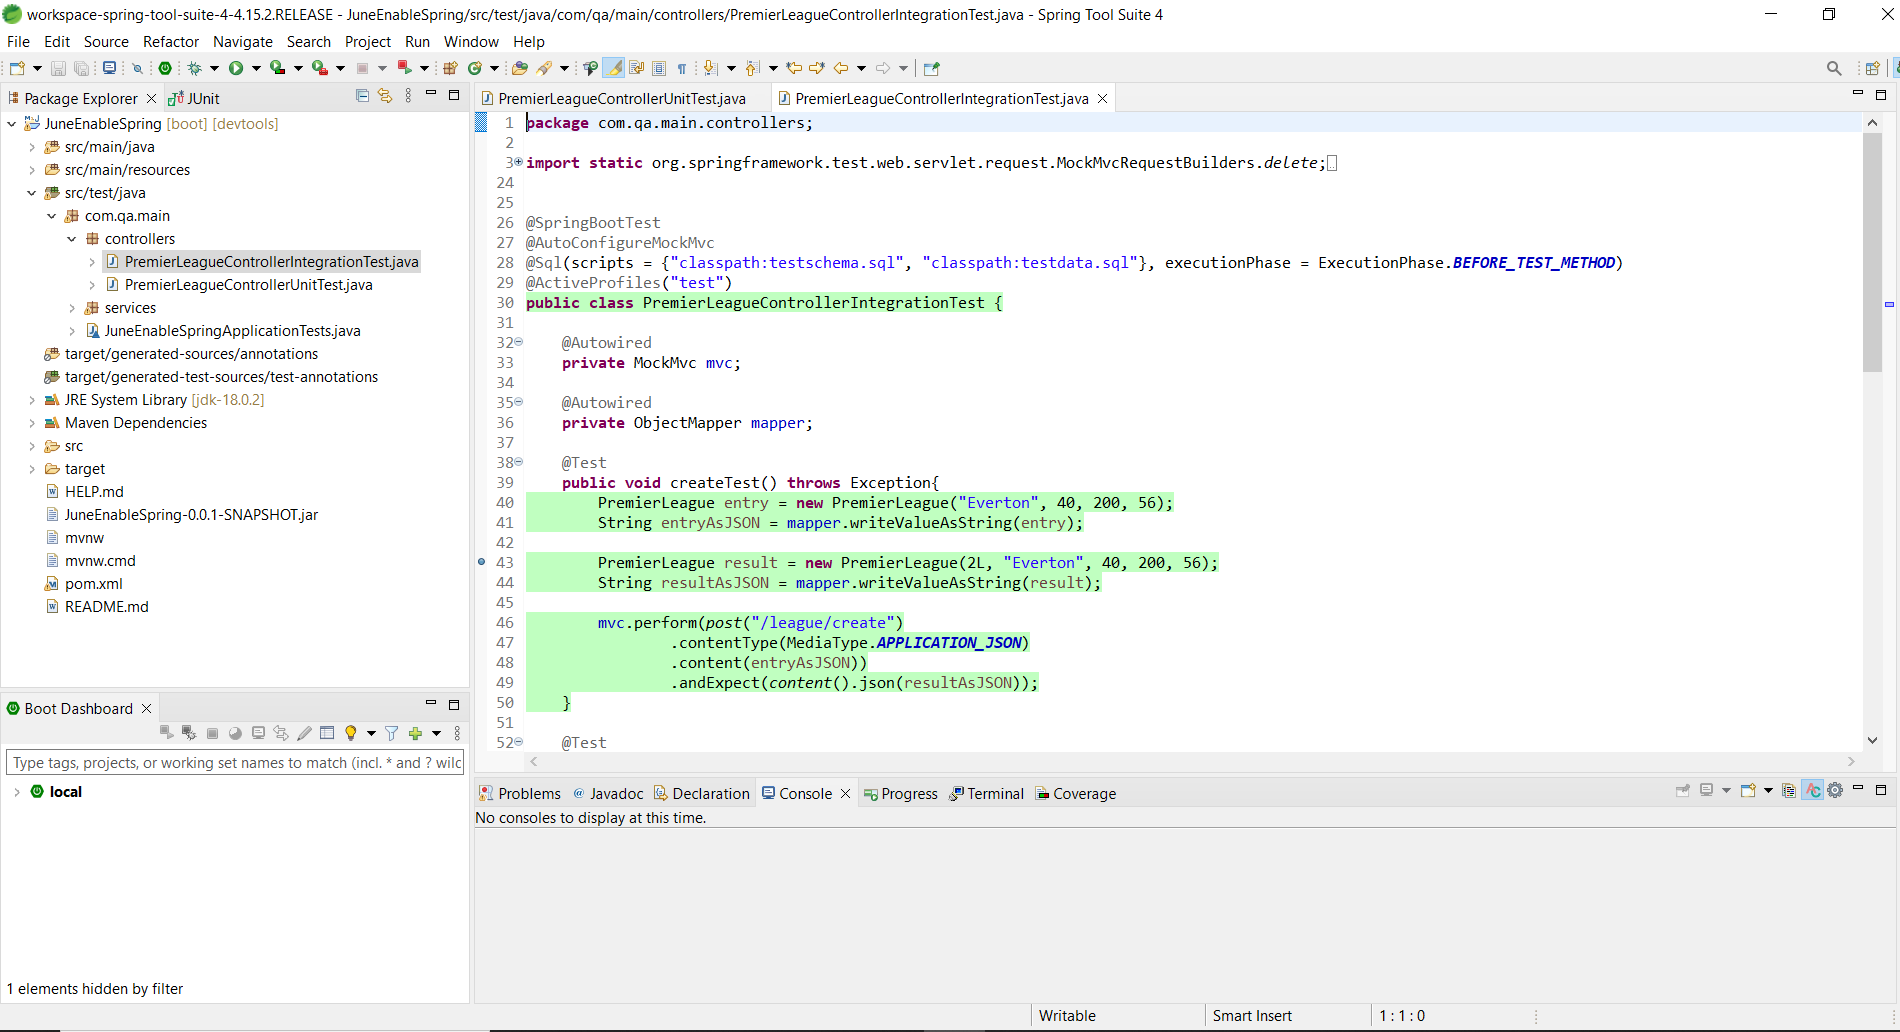 workspace-spring-tool-suite-4-4.15.2.RELEASE - JuneEnableSpring/src/test/java/com/qa/main/controllers/PremierLeagueControllerIntegrationTest.java - Spring Tool Suite 4
File Edit Source Refactor Navigate Search Project Run Window Help
Package Explorer
JUnit
JuneEnableSpring [boot] [devtools]
src/main/java
src/main/resources
src/test/java
com.qa.main
controllers
PremierLeagueControllerIntegrationTest.java
PremierLeagueControllerUnitTest.java
services
JuneEnableSpringApplicationTests.java
target/generated-sources/annotations
target/generated-test-sources/test-annotations
JRE System Library [jdk-18.0.2]
Maven Dependencies
src
target
HELP.md
JuneEnableSpring-0.0.1-SNAPSHOT.jar
mvnw
mvnw.cmd
pom.xml
README.md
Boot Dashboard
Type tags, projects, or working set names to match (incl. * and ? wilc
local
1 elements hidden by filter
PremierLeagueControllerUnitTest.java
PremierLeagueControllerIntegrationTest.java
1 package com.qa.main.controllers;
2
3 import static org.springframework.test.web.servlet.request.MockMvcRequestBuilders.delete;
24
25
26 @SpringBootTest
27 @AutoConfigureMockMvc
28 @Sql(scripts = {"classpath:testschema.sql", "classpath:testdata.sql"}, executionPhase = ExecutionPhase.BEFORE_TEST_METHOD)
29 @ActiveProfiles("test")
30 public class PremierLeagueControllerIntegrationTest {
31
32 @Autowired
33 private MockMvc mvc;
34
35 @Autowired
36 private ObjectMapper mapper;
37
38 @Test
39 public void createTest() throws Exception{
40 PremierLeague entry = new PremierLeague("Everton", 40, 200, 56);
41 String entryAsJSON = mapper.writeValueAsString(entry);
42
43 PremierLeague result = new PremierLeague(2L, "Everton", 40, 200, 56);
44 String resultAsJSON = mapper.writeValueAsString(result);
45
46 mvc.perform(post("/league/create")
47 .contentType(MediaType.APPLICATION_JSON)
48 .content(entryAsJSON))
49 .andExpect(content().json(resultAsJSON));
50 }
51
52 @Test
Problems @ Javadoc Declaration Console Progress Terminal Coverage
No consoles to display at this time.
Writable
Smart Insert
1 : 1 : 0